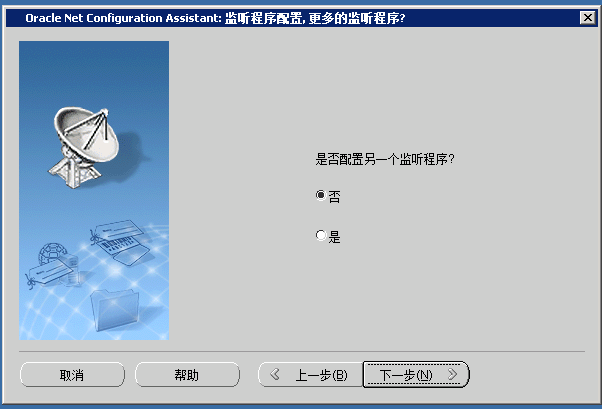 Oracle Net Configuration Assistant: 监听程序配置, 更多的监听程序?
是否配置另一个监听程序?
否
是
取消
帮助
上一步(B)
下一步(N)